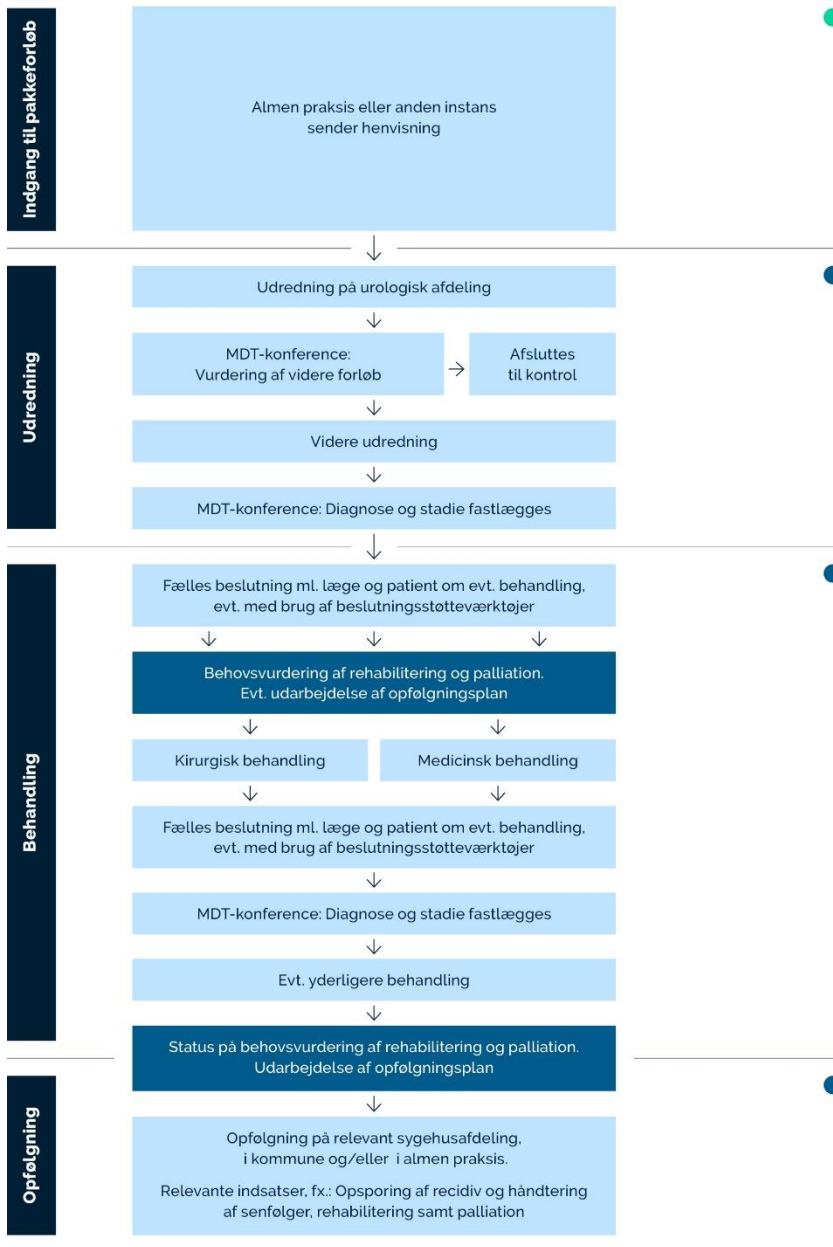 Indgang til pakkeforløb
Almen praksis eller anden instans
sender henvisning
Udredning
Udredning på urologisk afdeling
MDT-konference:
Vurdering af videre forløb
Afsluttes
til kontrol
Videre udredning
MDT-konference: Diagnose og stadie fastlægges
Behandling
Fælles beslutning ml. læge og patient om evt. behandling,
evt. med brug af beslutningsstøtteværktøjer
Behovsvurdering af rehabilitering og palliation.
Evt. udarbejdelse af opfølgningsplan
Kirurgisk behandling
Medicinsk behandling
Fælles beslutning ml. læge og patient om evt. behandling,
evt. med brug af beslutningsstøtteværktøjer
MDT-konference: Diagnose og stadie fastlægges
Evt. yderligere behandling
Status på behovsvurdering af rehabilitering og palliation.
Udarbejdelse af opfølgningsplan
Opfølgning
Opfølgning på relevant sygehusafdeling,
i kommune og/eller i almen praksis.
Relevante indsatser, fx.: Opsporing af recidiv og håndtering
af senfølger, rehabilitering samt palliation